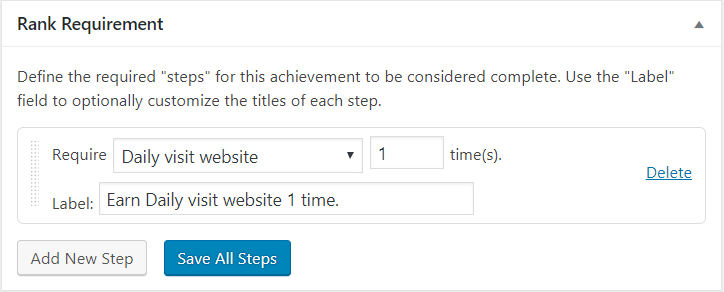 Rank Requirement
Define the required "steps" for this achievement to be considered complete. Use the "Label"
field to optionally customize the titles of each step.
Require Daily visit website 1 time(s).
Delete
Label: Earn Daily visit website 1 time.
Add New Step Save All Steps